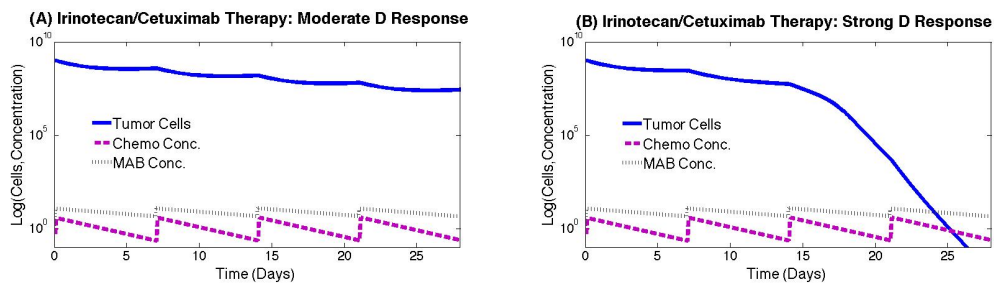 (A) Irinotecan/Cetuximab Therapy: Moderate D Response
10^10
10^5
10^0
Log(Cells,Concentration)
Tumor Cells
Chemo Conc.
MAB Conc.
0 5 10 15 20 25
Time (Days)
(B) Irinotecan/Cetuximab Therapy: Strong D Response
10^10
10^5
10^0
Log(Cells,Concentration)
Tumor Cells
Chemo Conc.
MAB Conc.
0 5 10 15 20 25
Time (Days)